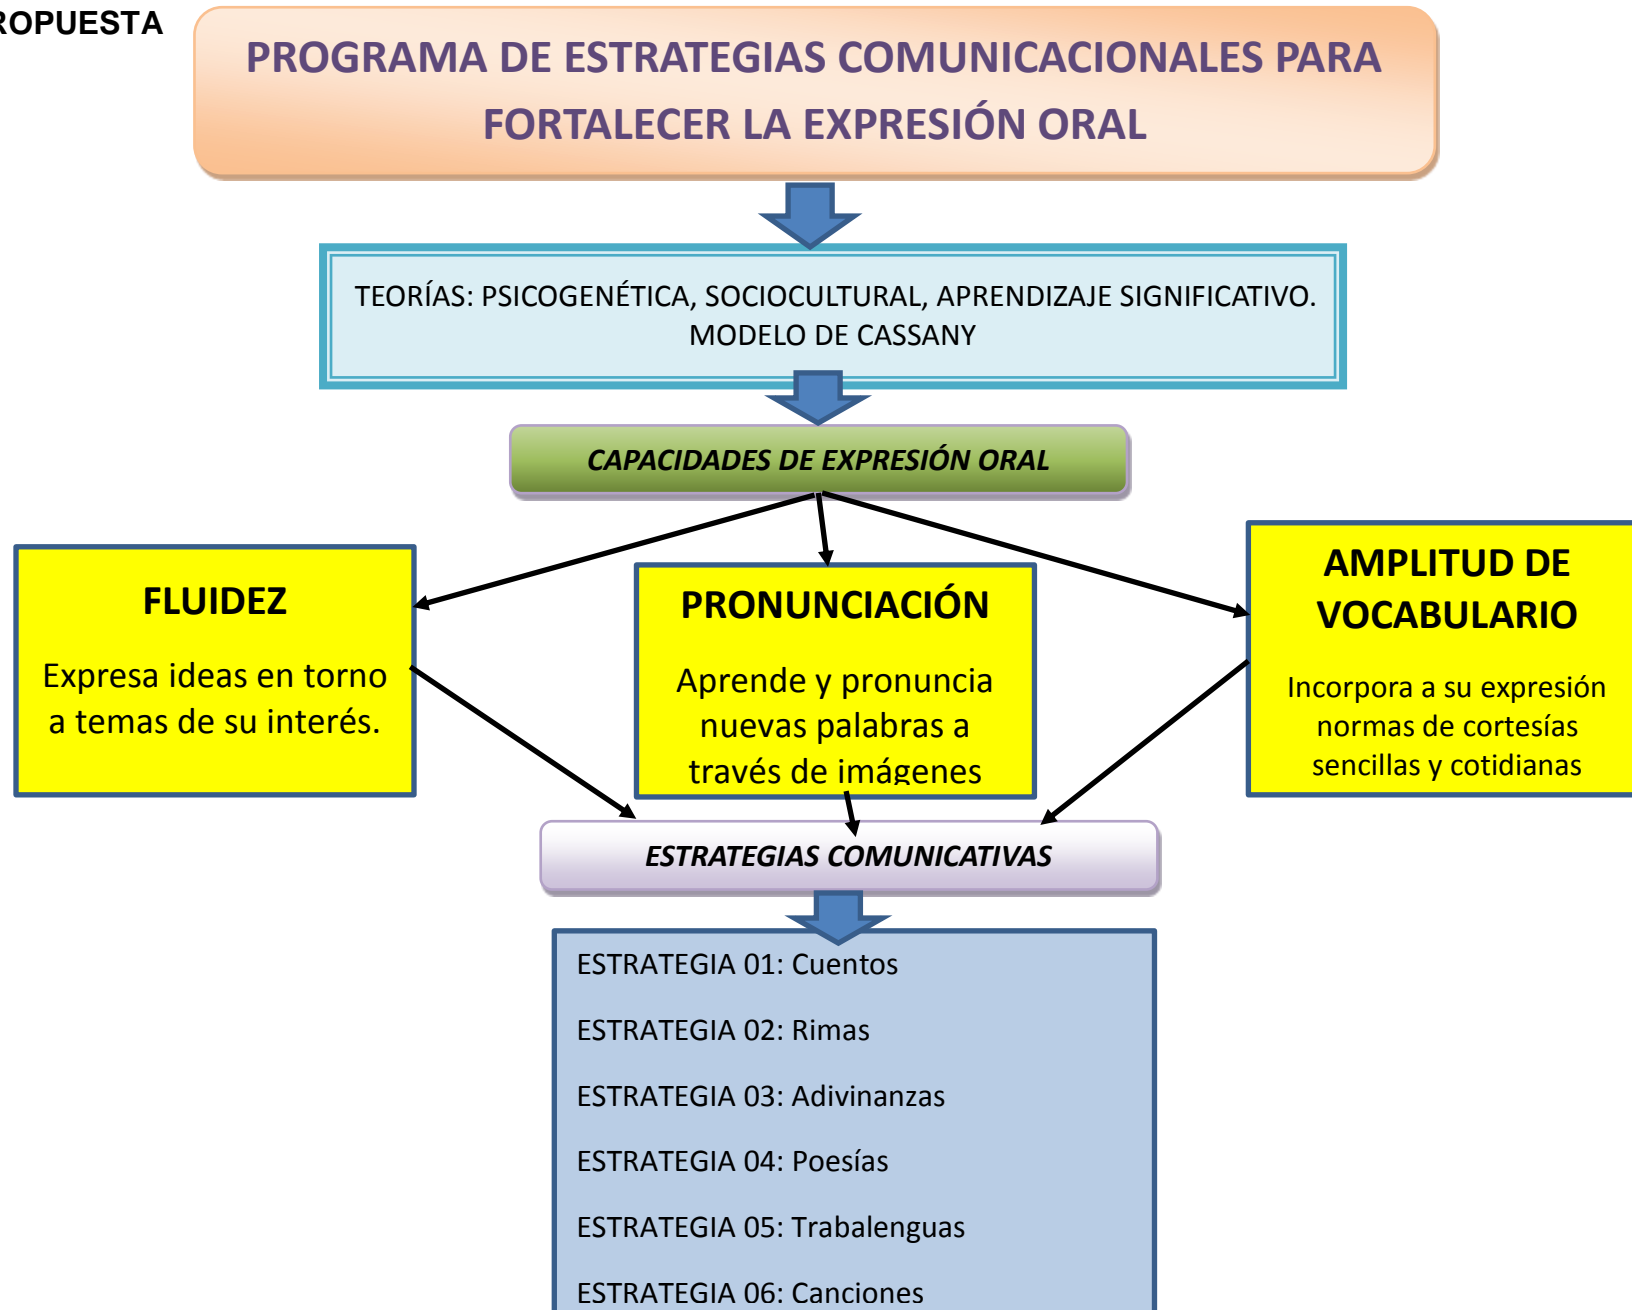 ROPUESTA
PROGRAMA DE ESTRATEGIAS COMUNICACIONALES PARA
FORTALECER LA EXPRESIÓN ORAL
TEORÍAS: PSICOGENÉTICA, SOCIOCULTURAL, APRENDIZAJE SIGNIFICATIVO.
MODELO DE CASSANY
CAPACIDADES DE EXPRESIÓN ORAL
FLUIDEZ
Expresa ideas en torno
a temas de su interés.
PRONUNCIACIÓN
Aprende y pronuncia
nuevas palabras a
través de imágenes
AMPLITUD DE
VOCABULARIO
Incorpora a su expresión
normas de cortesías
sencillas y cotidianas
ESTRATEGIAS COMUNICATIVAS
ESTRATEGIA 01: Cuentos
ESTRATEGIA 02: Rimas
ESTRATEGIA 03: Adivinanzas
ESTRATEGIA 04: Poesías
ESTRATEGIA 05: Trabalenguas
ESTRATEGIA 06: Canciones